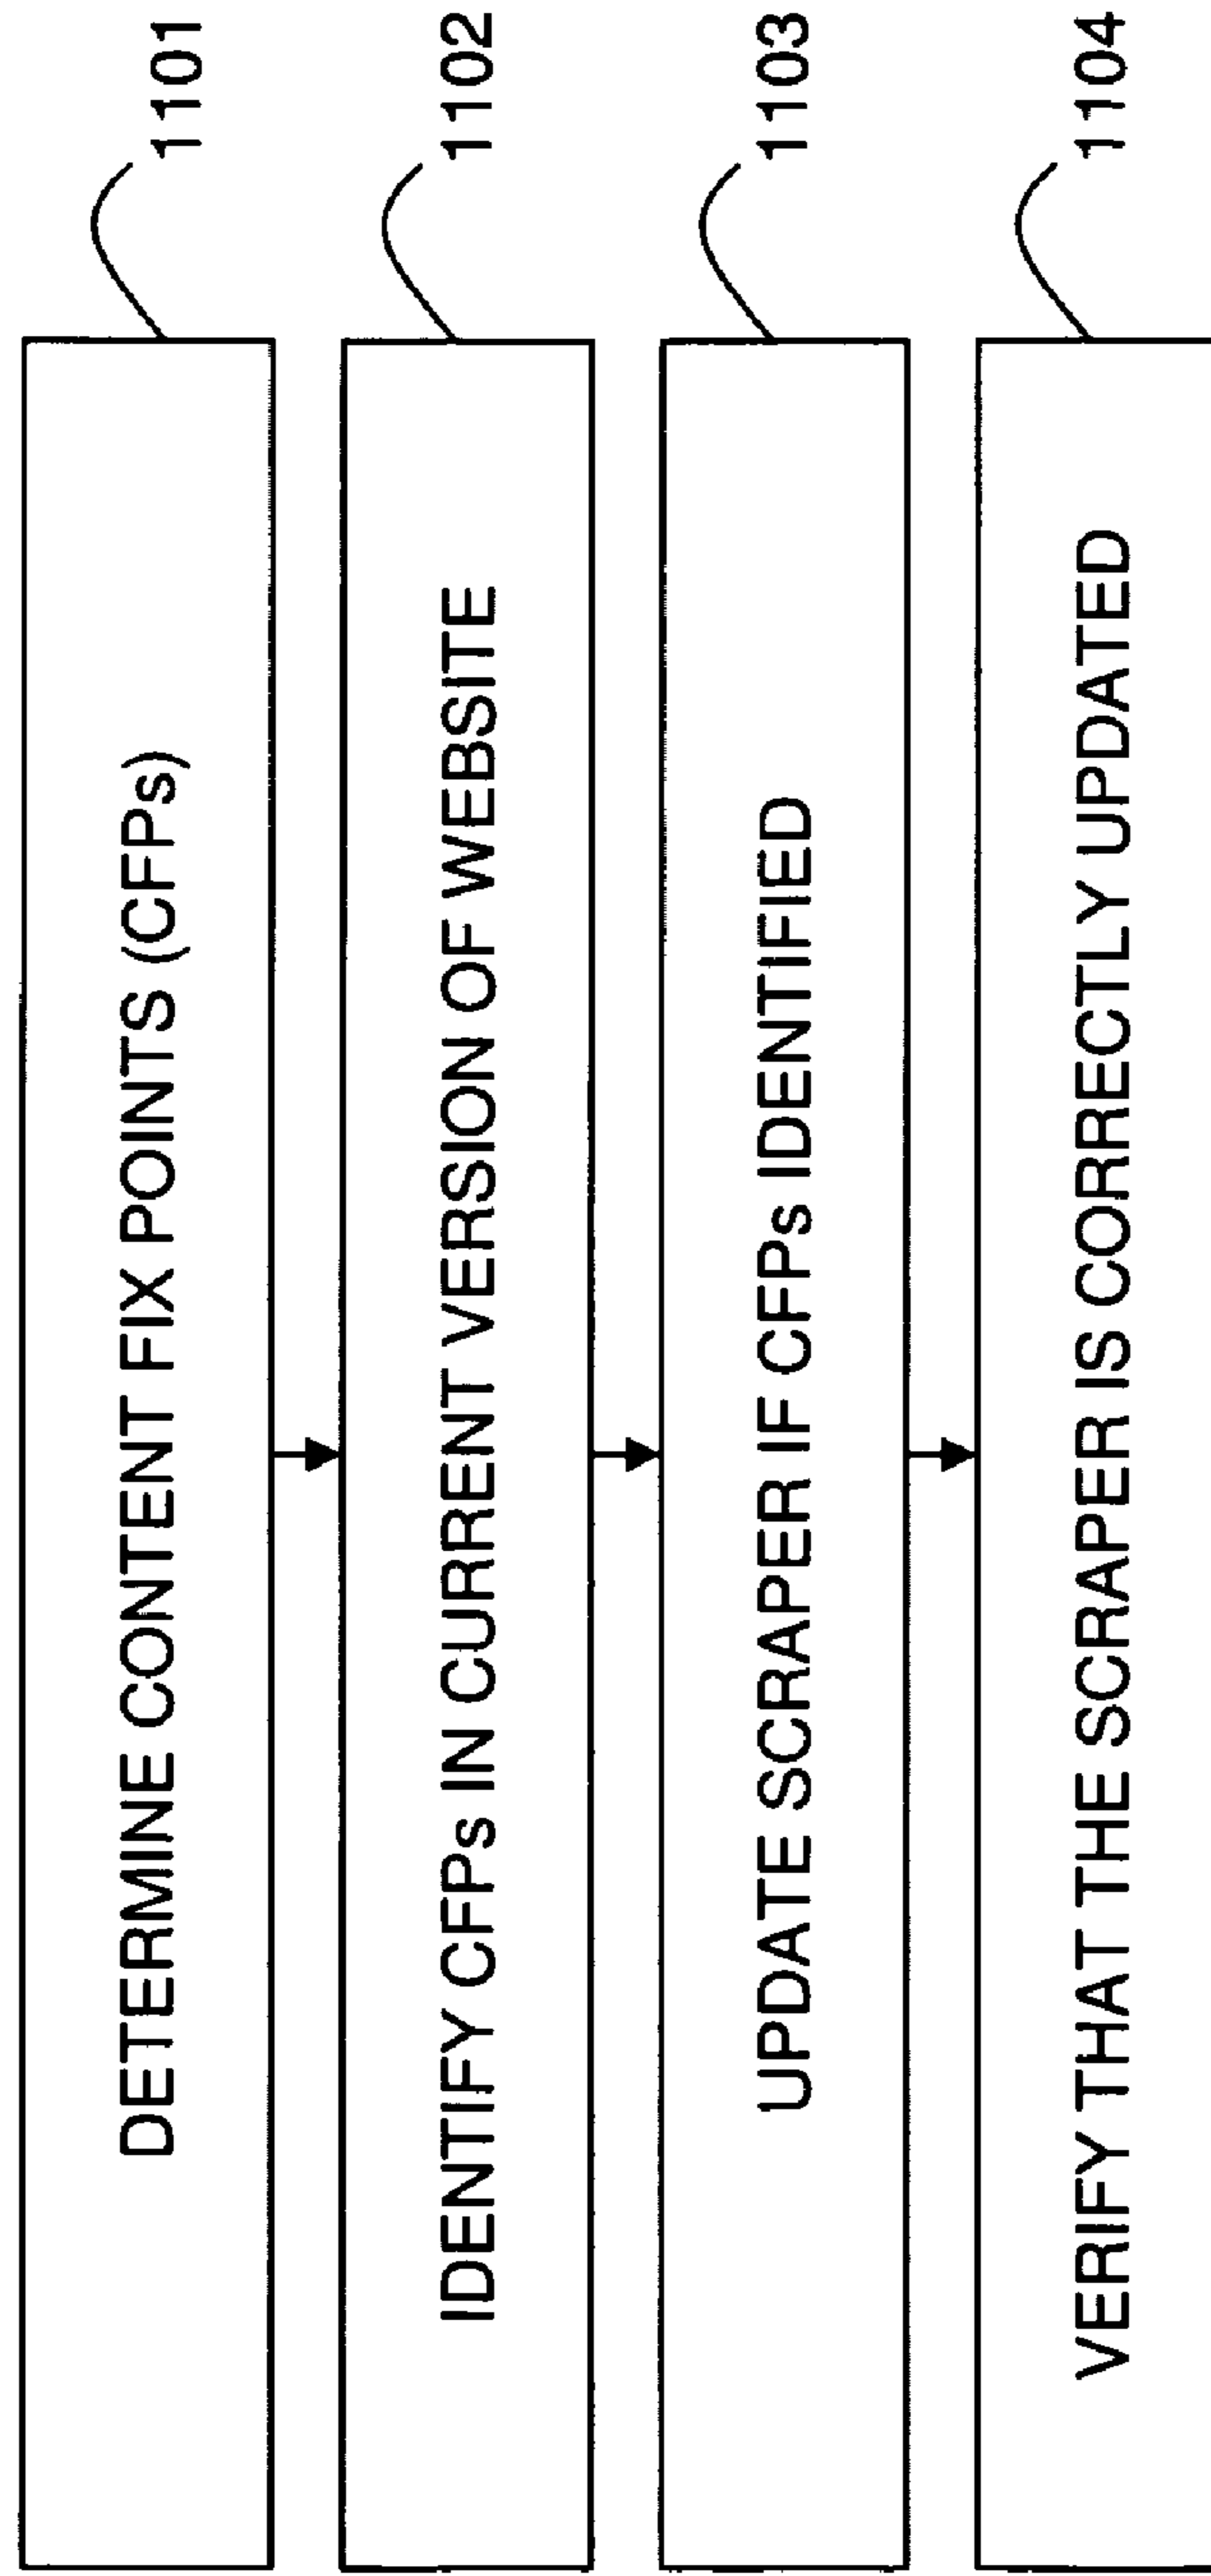 DETERMINE CONTENT FIX POINTS (CFPs)
1101
IDENTIFY CFPs IN CURRENT VERSION OF WEBSITE
1102
UPDATE SCRAPER IF CFPs IDENTIFIED
1103
VERIFY THAT THE SCRAPER IS CORRECTLY UPDATED
1104